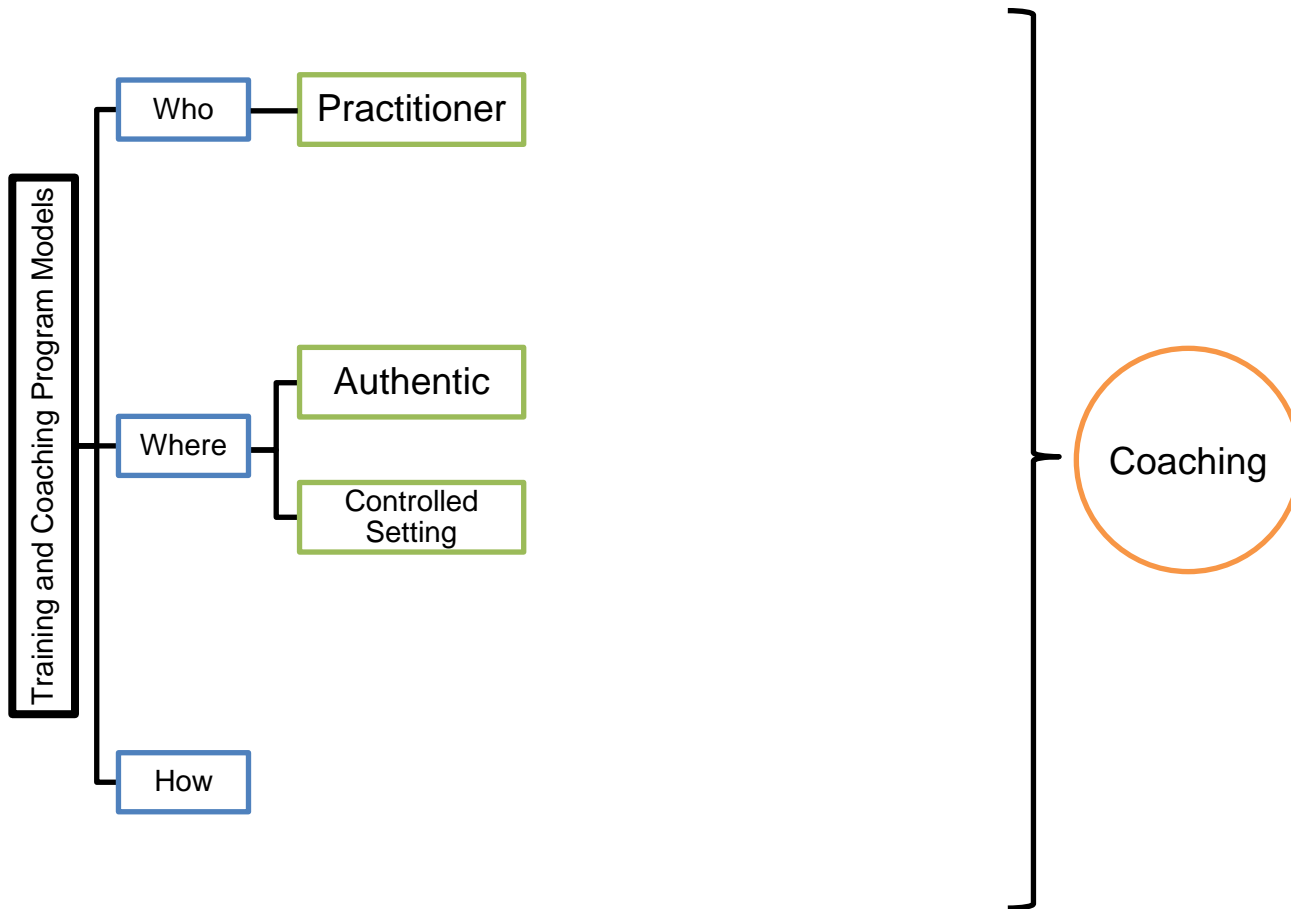 Training and Coaching Program Models
Who
Practitioner
Where
Authentic
Controlled
Setting
How
Coaching